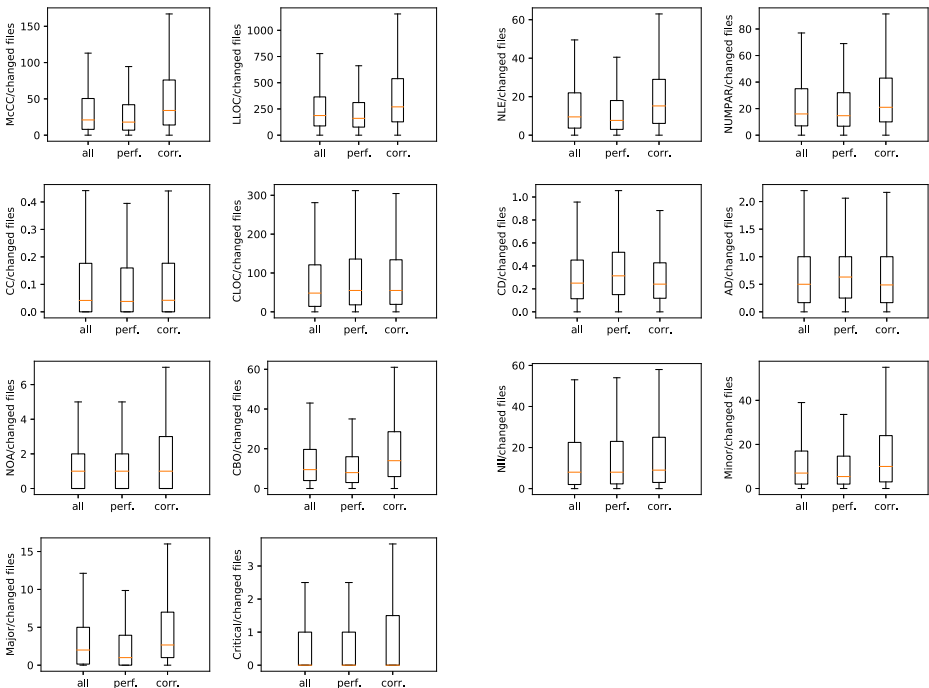 McCC/changed files
150
100
50
0
all perf. corr.
LLOC/changed files
1000
750
500
250
0
all perf. corr.
NLE/changed files
60
40
20
0
all perf. corr.
NUMPAR/changed files
80
60
40
20
0
all perf. corr.
CC/changed files
0.4
0.3
0.2
0.1
0.0
all perf. corr.
CLOC/changed files
300
200
100
0
all perf. corr.
CD/changed files
1.0
0.8
0.6
0.4
0.2
0.0
all perf. corr.
AD/changed files
2.0
1.5
1.0
0.5
0.0
all perf. corr.
NOA/changed files
6
4
2
0
all perf. corr.
CBO/changed files
60
40
20
0
all perf. corr.
NII/changed files
60
40
20
0
all perf. corr.
Minor/changed files
40
20
0
all perf. corr.
Major/changed files
15
10
5
0
all perf. corr.
Critical/changed files
3
2
1
0
all perf. corr.